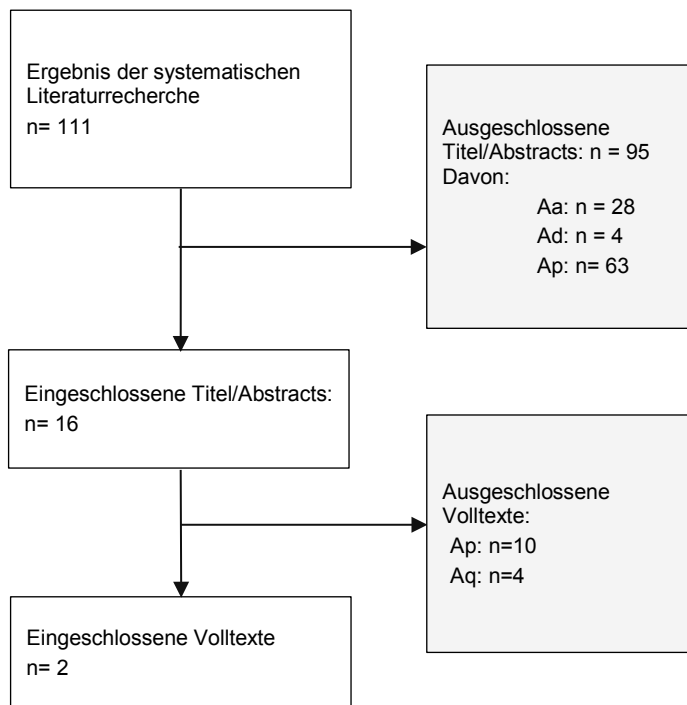 Ergebnis der systematischen
Literaturrecherche
n= 111
Ausgeschlossene
Titel/Abstracts: n = 95
Davon:
Aa: n = 28
Ad: n = 4
Ap: n= 63
Eingeschlossene Titel/Abstracts:
n= 16
Ausgeschlossene
Volltexte:
Ap: n=10
Aq: n=4
Eingeschlossene Volltexte
n= 2